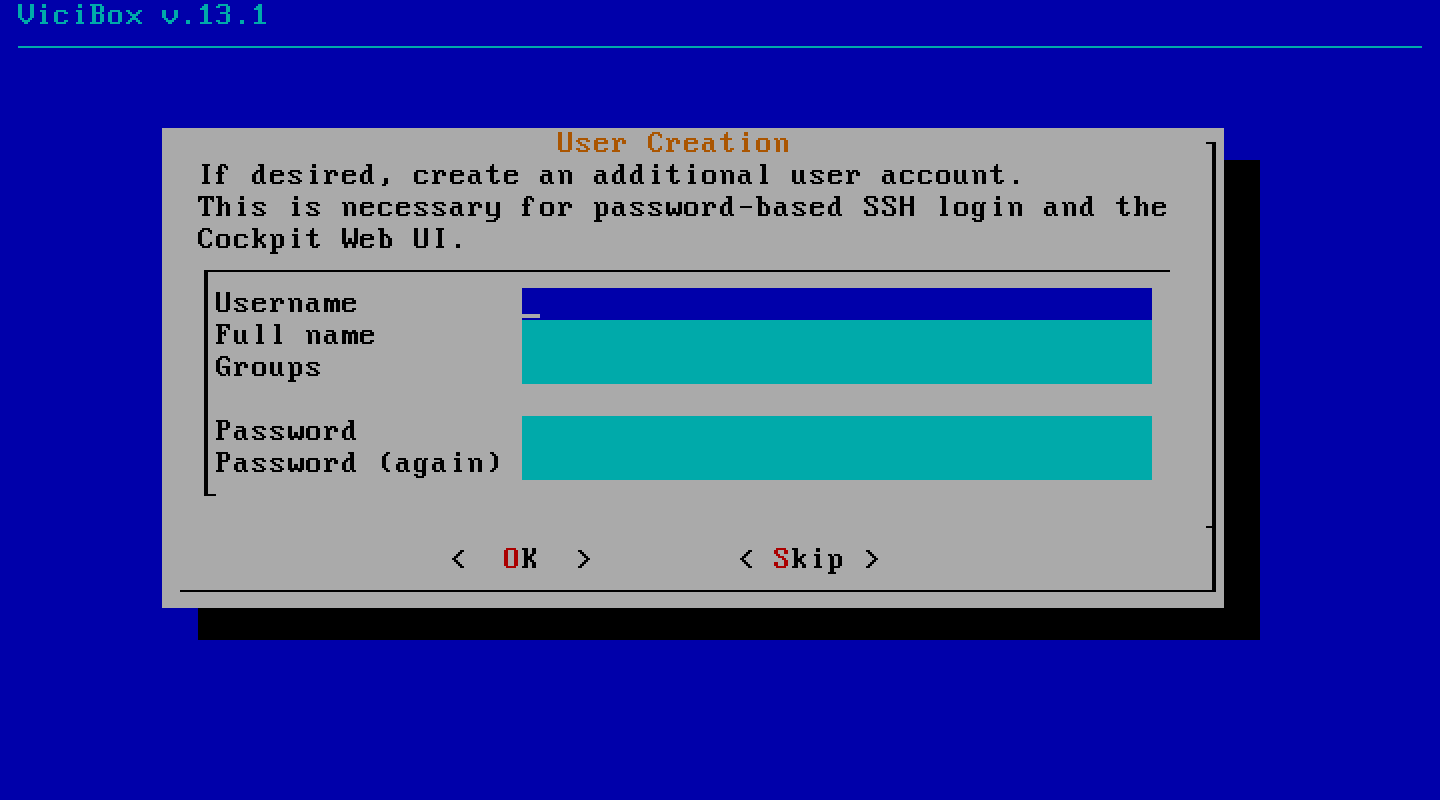 ViciBox v.13.1
User Creation
If desired, create an additional user account.
This is necessary for password-based SSH login and the
Cockpit Web UI.
Username
Full name
Groups
Password
Password (again)
<  OK  > < Skip >